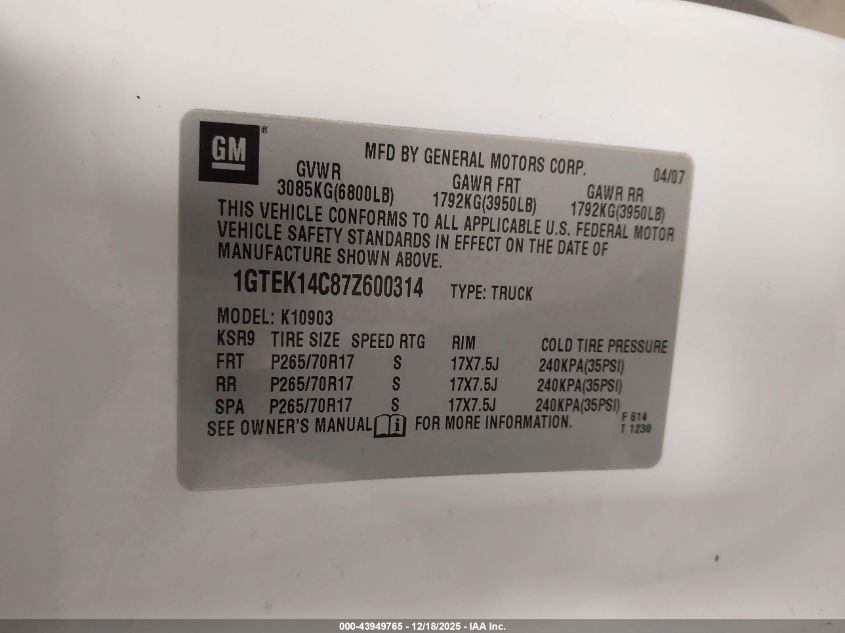 GM ®
MFD BY GENERAL MOTORS CORP. 04/07
GVWR GAWR FRT GAWR RR
3085KG(6800LB) 1792KG(3950LB) 1792KG(3950LB)
THIS VEHICLE CONFORMS TO ALL APPLICABLE U.S. FEDERAL MOTOR
VEHICLE SAFETY STANDARDS IN EFFECT ON THE DATE OF
MANUFACTURE SHOWN ABOVE.
1GTEK14C87Z600314 TYPE: TRUCK
MODEL: K10903
KSR9 TIRE SIZE SPEED RTG RIM COLD TIRE PRESSURE
FRT P265/70R17 S 17X7.5J 240KPA(35PSI)
RR P265/70R17 S 17X7.5J 240KPA(35PSI)
SPA P265/70R17 S 17X7.5J 240KPA(35PSI)
SEE OWNER'S MANUAL i FOR MORE INFORMATION.
F 614
T 1230
000-43949765 - 12/18/2025 - IAA Inc.